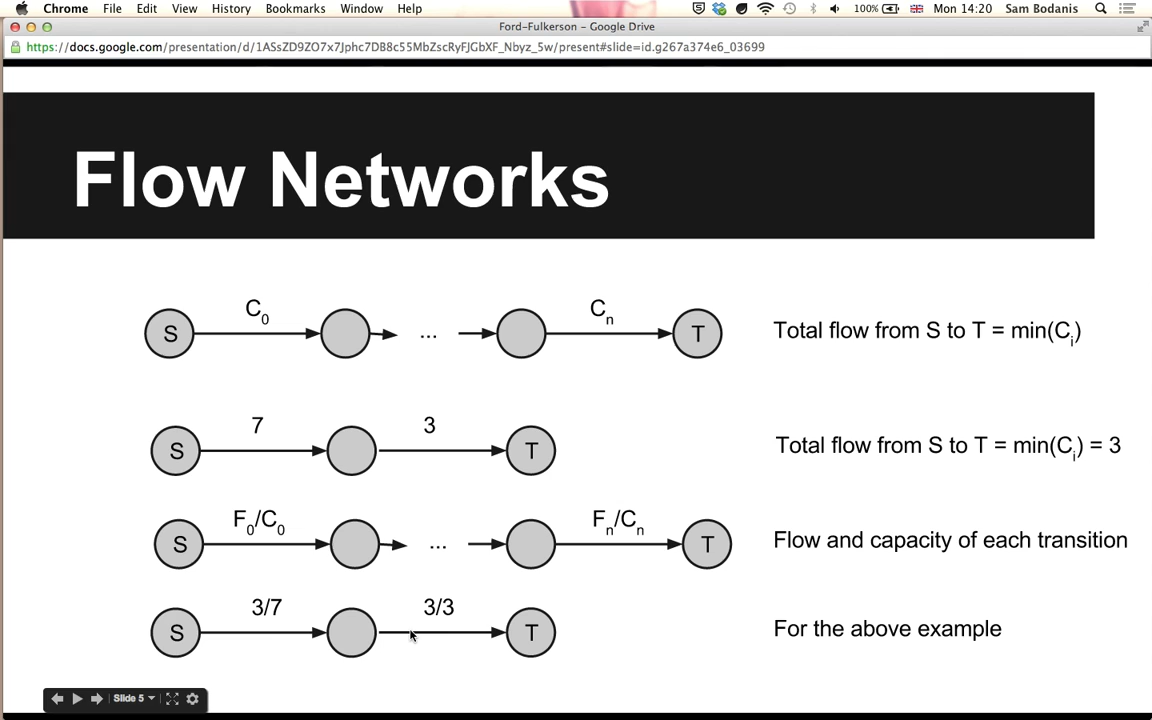 Chrome File Edit View History Bookmarks Window Help 100% Mon 14:20 Sam Bodanis
Ford-Fulkerson – Google Drive
https://docs.google.com/presentation/d/1ASsZD9ZO7x7Jphc7DB8c55MbZscRyFJGbXF_Nbyz_5w/present#slide=id.g267a374e6_03699
Flow Networks
S C0 ... Cn T Total flow from S to T = min(Ci)
S 7 3 T Total flow from S to T = min(Ci) = 3
S F0/C0 ... Fn/Cn T Flow and capacity of each transition
S 3/7 3/3 T For the above example
Slide 5